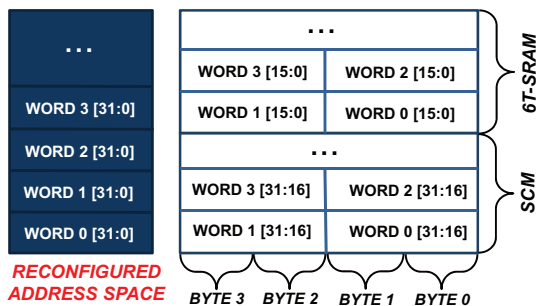 ...
WORD 3 [31:0]
WORD 2 [31:0]
WORD 1 [31:0]
WORD 0 [31:0]
RECONFIGURED
ADDRESS SPACE
...
WORD 3 [15:0] WORD 2 [15:0]
WORD 1 [15:0] WORD 0 [15:0]
...
WORD 3 [31:16] WORD 2 [31:16]
WORD 1 [31:16] WORD 0 [31:16]
BYTE 3 BYTE 2 BYTE 1 BYTE 0
6T-SRAM
SCM